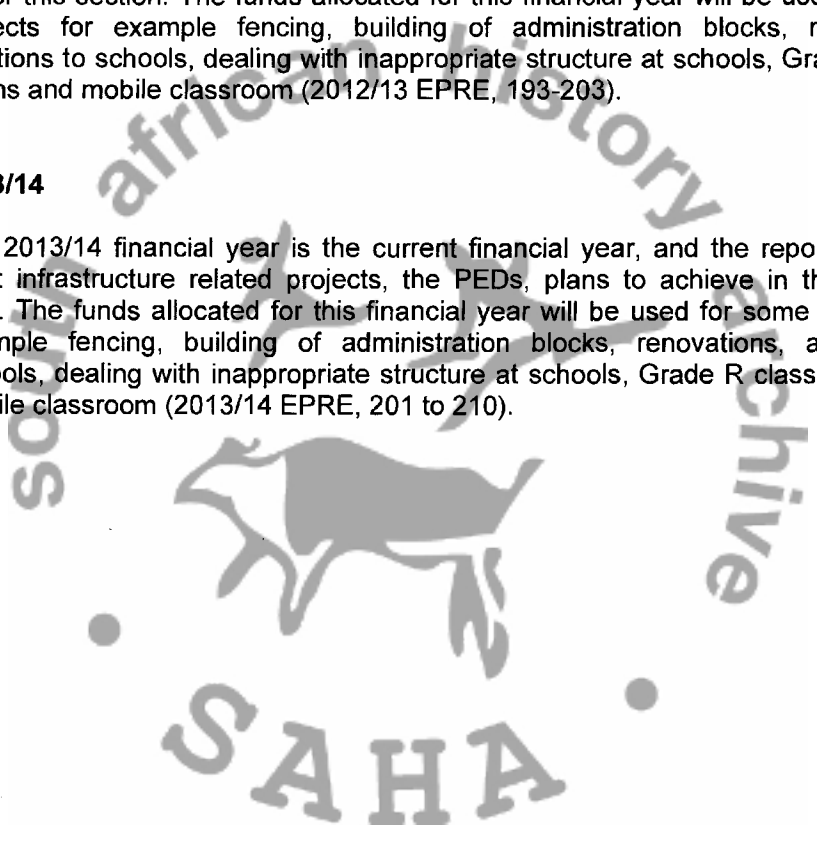 of this section. The funds allocated for this financial year will be
ects for example fencing, building of administration blocks,
tions to schools, dealing with inappropriate structure at schools,
ns and mobile classroom (2012/13 EPRE, 193-203).
3/14
2013/14 financial year is the current financial year, and the repo
t infrastructure related projects, the PEDs, plans to achieve in th
. The funds allocated for this financial year will be used for some
mple fencing, building of administration blocks, renovations, a
ols, dealing with inappropriate structure at schools, Grade R class
ile classroom (2013/14 EPRE, 201 to 210).
south african history archive
• SAHA •